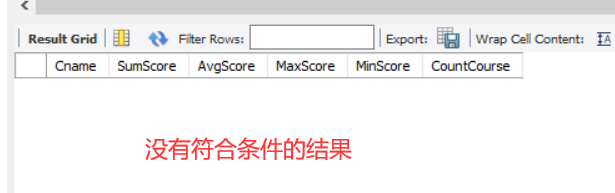 Result Grid Filter Rows: Export: Wrap Cell Content:
Cname SumScore AvgScore MaxScore MinScore CountCourse
没有符合条件的结果